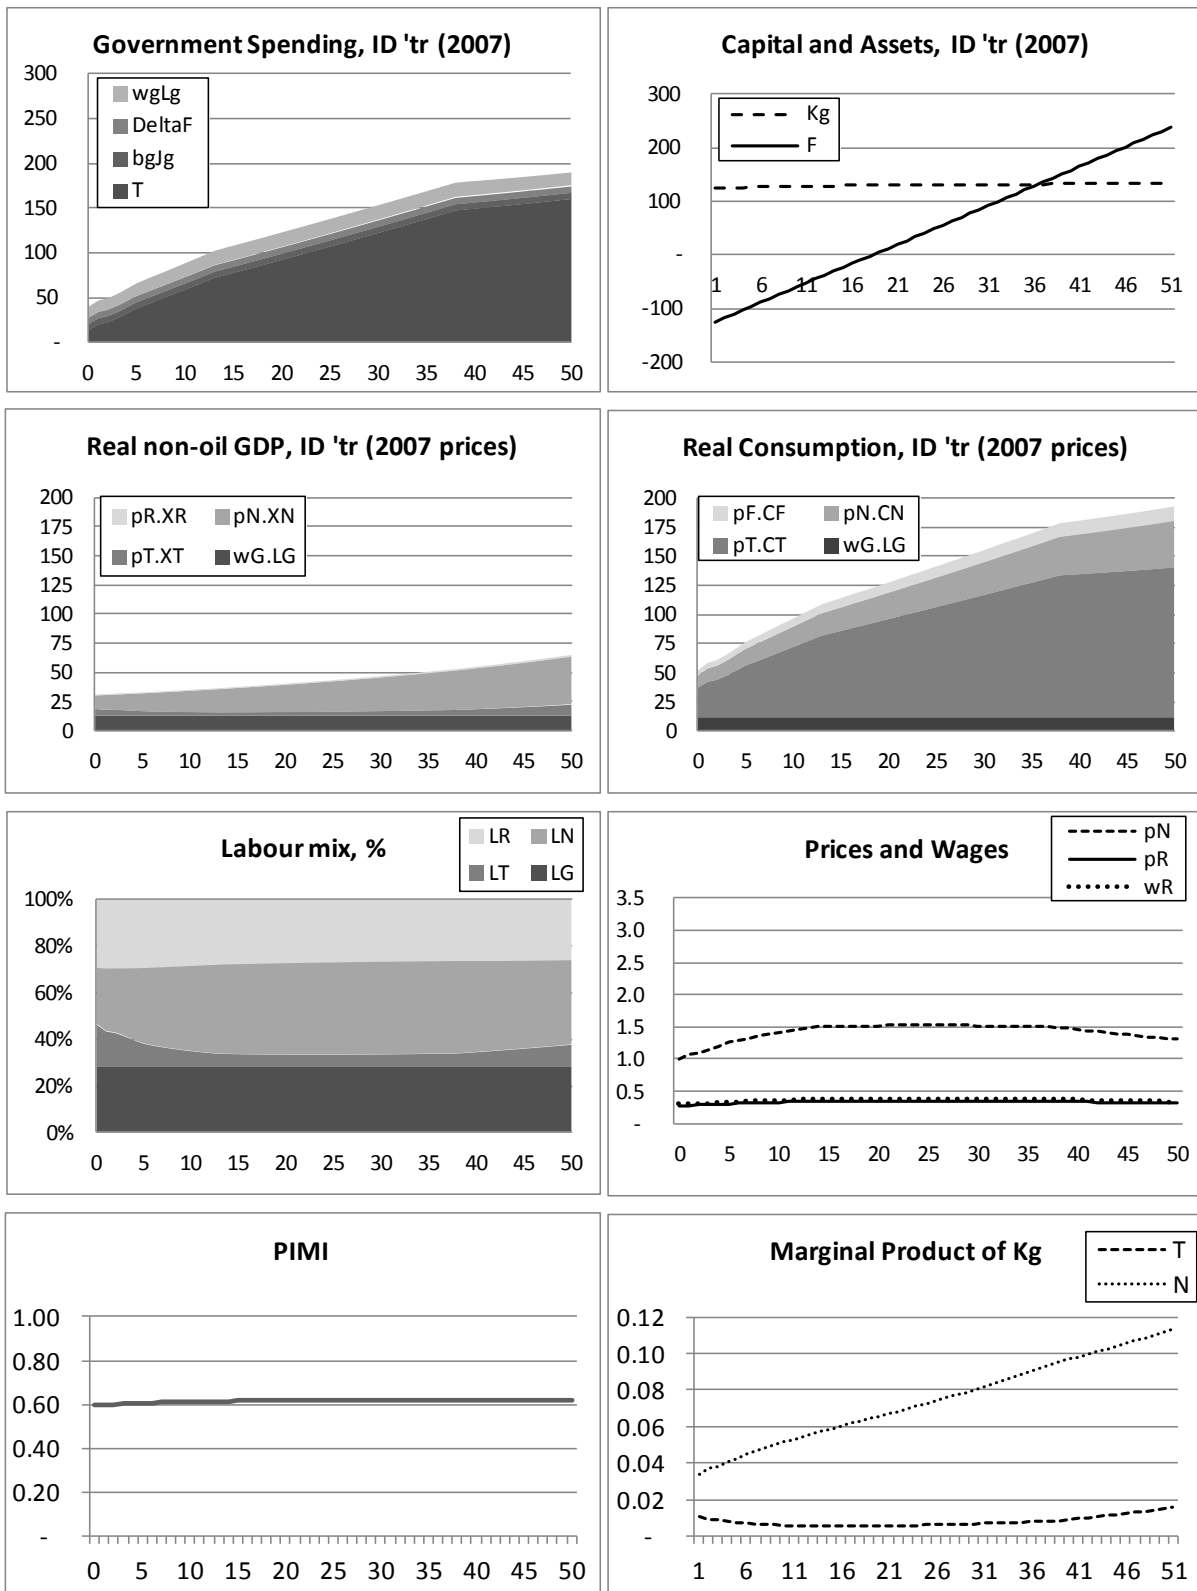 Government Spending, ID 'tr (2007)
300
250
200
150
100
50
-
wgLg
DeltaF
bgJg
T
0 5 10 15 20 25 30 35 40 45 50
Capital and Assets, ID 'tr (2007)
300
200
100
-
-100
-200
Kg
F
1 6 11 16 21 26 31 36 41 46 51
Real non-oil GDP, ID 'tr (2007 prices)
200
175
150
125
100
75
50
25
0
pR.XR pN.XN
pT.XT wG.LG
0 5 10 15 20 25 30 35 40 45 50
Real Consumption, ID 'tr (2007 prices)
200
175
150
125
100
75
50
25
0
pF.CF pN.CN
pT.CT wG.LG
0 5 10 15 20 25 30 35 40 45 50
Labour mix, %
LR LN
LT LG
100%
80%
60%
40%
20%
0%
0 5 10 15 20 25 30 35 40 45 50
Prices and Wages
pN
pR
wR
3.5
3.0
2.5
2.0
1.5
1.0
0.5
-
0 5 10 15 20 25 30 35 40 45 50
PIMI
1.00
0.80
0.60
0.40
0.20
-
0 5 10 15 20 25 30 35 40 45 50
Marginal Product of Kg
T
N
0.12
0.10
0.08
0.06
0.04
0.02
-
1 6 11 16 21 26 31 36 41 46 51